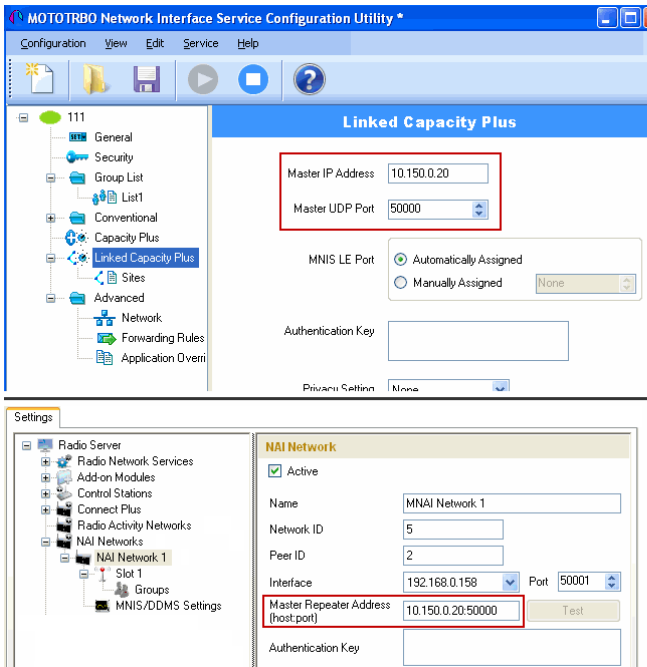 MOTOTRBO Network Interface Service Configuration Utility *
Configuration View Edit Service Help
111
General
Security
Group List
List1
Conventional
Capacity Plus
Linked Capacity Plus
Sites
Advanced
Network
Forwarding Rules
Application Overri
Linked Capacity Plus
Master IP Address 10.150.0.20
Master UDP Port 50000
MNIS LE Port Automatically Assigned
Manually Assigned None
Authentication Key
Privacy Setting None
Settings
Radio Server
Radio Network Services
Add-on Modules
Control Stations
Connect Plus
Radio Activity Networks
NAI Networks
NAI Network 1
Slot 1
Groups
MNIS/DDMS Settings
NAI Network
Active
Name MNAI Network 1
Network ID 5
Peer ID 2
Interface 192.168.0.158 Port 50001
Master Repeater Address
(host:port) 10.150.0.20:50000 Test
Authentication Key